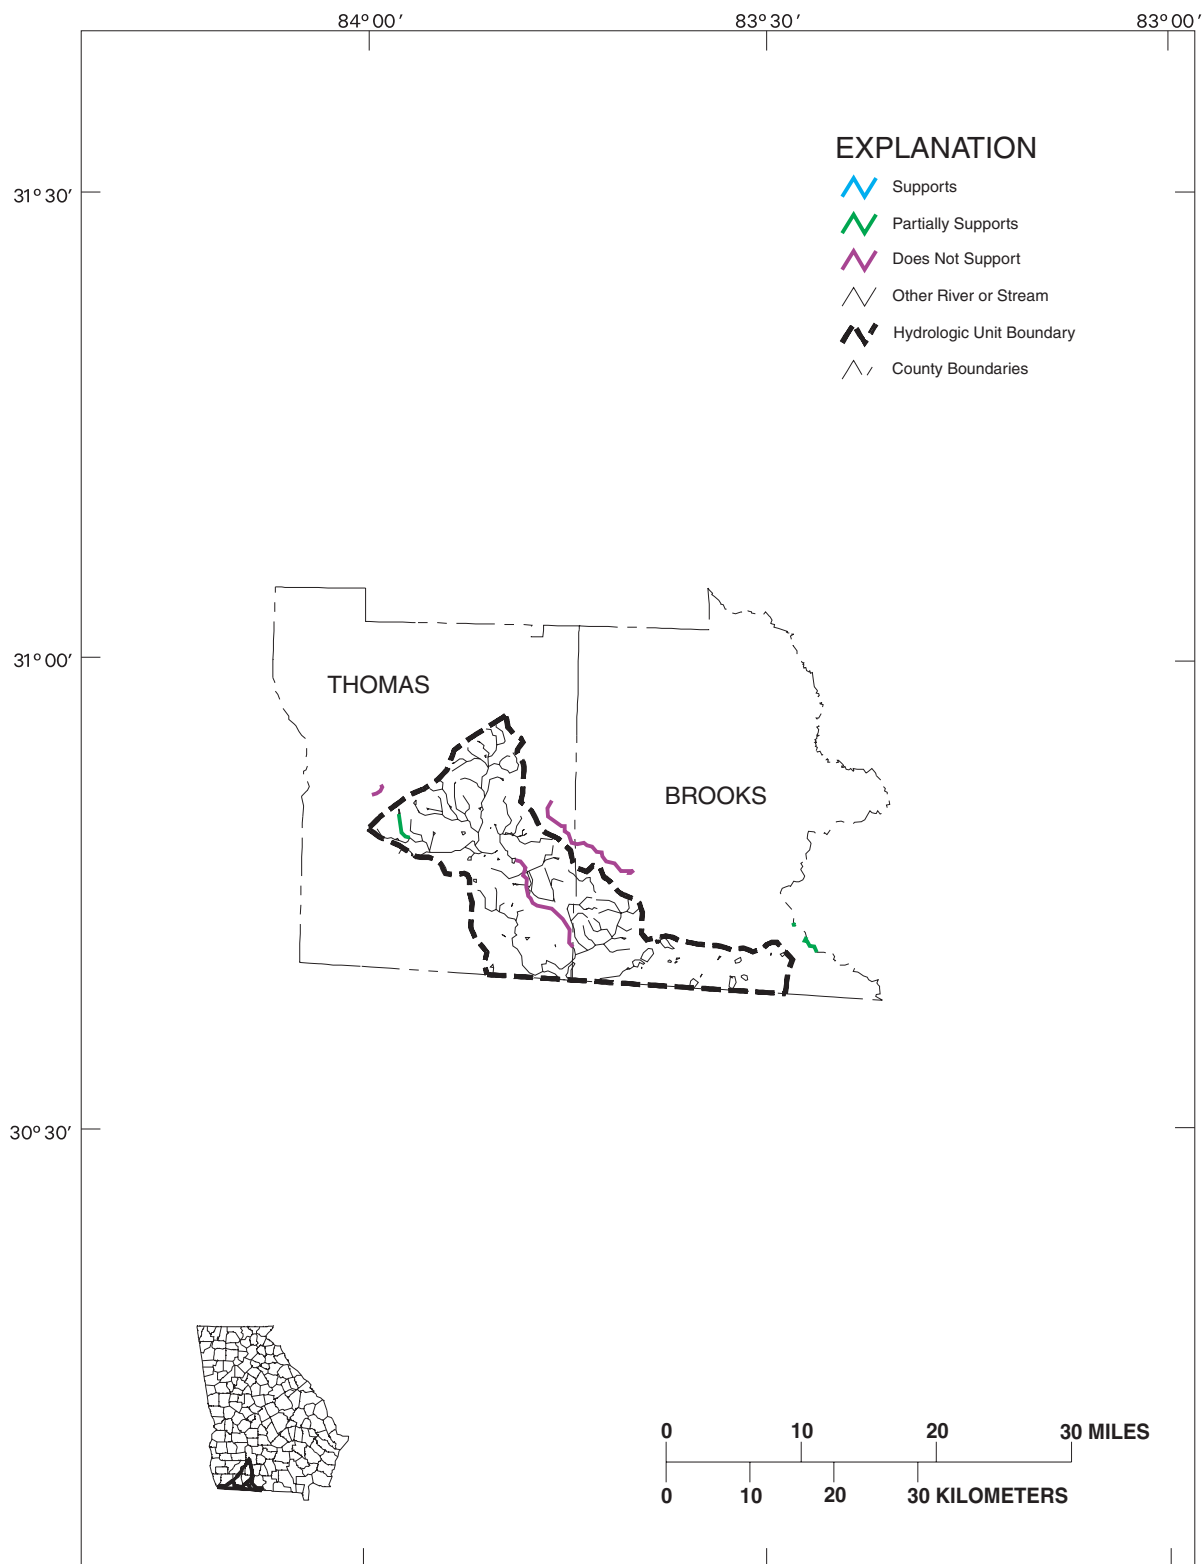 84° 00′ 83° 30′ 83° 00′
EXPLANATION
Supports
31° 30′
Partially Supports
Does Not Support
Other River or Stream
Hydrologic Unit Boundary
County Boundaries
31° 00′
THOMAS
BROOKS
30° 30′
0 10 20 30 MILES
0 10 20 30 KILOMETERS